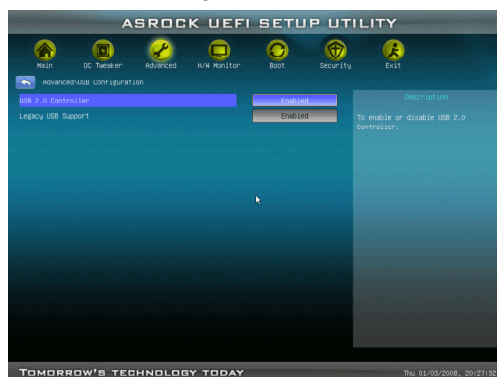 ASROCK UEFI SETUP UTILITY
Main OC Tweaker Advanced H/W Monitor Boot Security Exit
Advanced\USB Configuration
USB 2.0 Controller Enabled
Legacy USB Support Enabled
Description
To enable or disable USB 2.0
Controller.
TOMORROW'S TECHNOLOGY TODAY
Thu 01/03/2008, 20:27:32